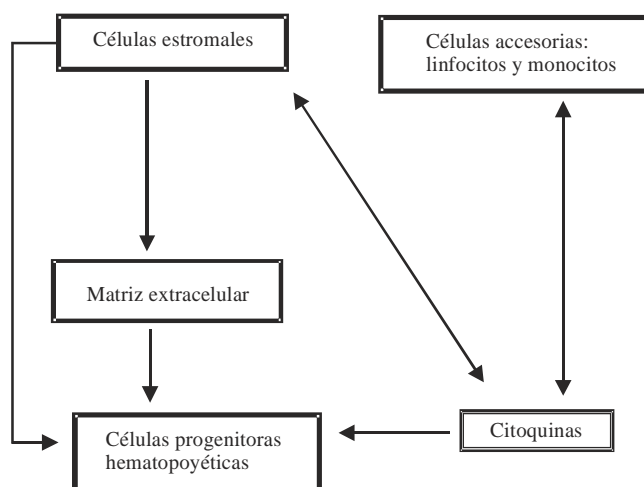 Células estromales
Células accesorias:
linfocitos y monocitos
Matriz extracelular
Células progenitoras
hematopoyéticas
Citoquinas